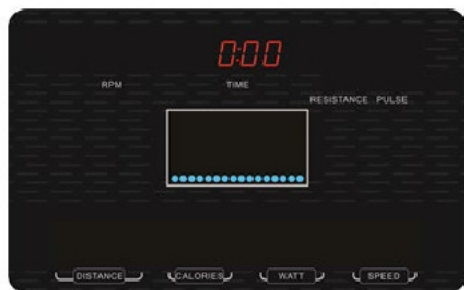 0:00
RPM TIME
RESISTANCE PULSE
DISTANCE CALORIES WATT SPEED